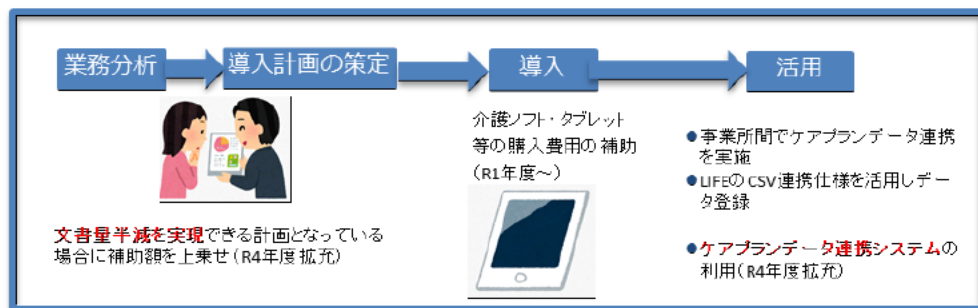 業務分析
導入計画の策定
導入
活用
文書量半減を実現できる計画となっている
場合に補助額を上乗せ(R4年度拡充)
介護ソフト・タブレット
等の購入費用の補助
(R1年度~)
●事業所間でケアプランデータ連携
を実施
●LIFEのCSV連携仕様を活用しデー
タ登録
●ケアプランデータ連携システムの
利用(R4年度拡充)